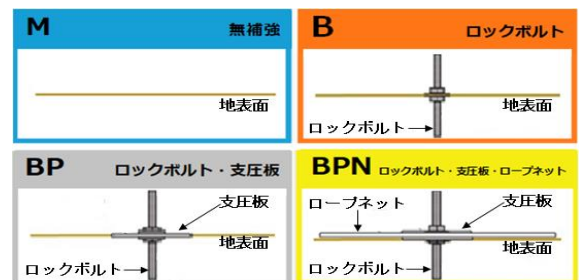 M 無補強
地表面
B ロックボルト
地表面
ロックボルト
BP ロックボルト・支圧板
支圧板
地表面
ロックボルト
BPN ロックボルト・支圧板・ロープネット
ロープネット 支圧板
地表面
ロックボルト